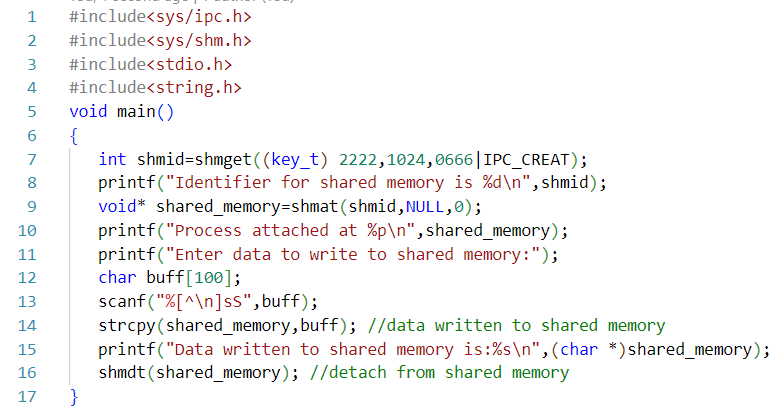 1 #include<sys/ipc.h>
2 #include<sys/shm.h>
3 #include<stdio.h>
4 #include<string.h>
5 void main()
6 {
7 int shmid=shmget((key_t) 2222,1024,0666|IPC_CREAT);
8 printf("Identifier for shared memory is %d\n",shmid);
9 void* shared_memory=shmat(shmid,NULL,0);
10 printf("Process attached at %p\n",shared_memory);
11 printf("Enter data to write to shared memory:");
12 char buff[100];
13 scanf("%[^\n]sS",buff);
14 strcpy(shared_memory,buff); //data written to shared memory
15 printf("Data written to shared memory is:%s\n",(char *)shared_memory);
16 shmdt(shared_memory); //detach from shared memory
17 }